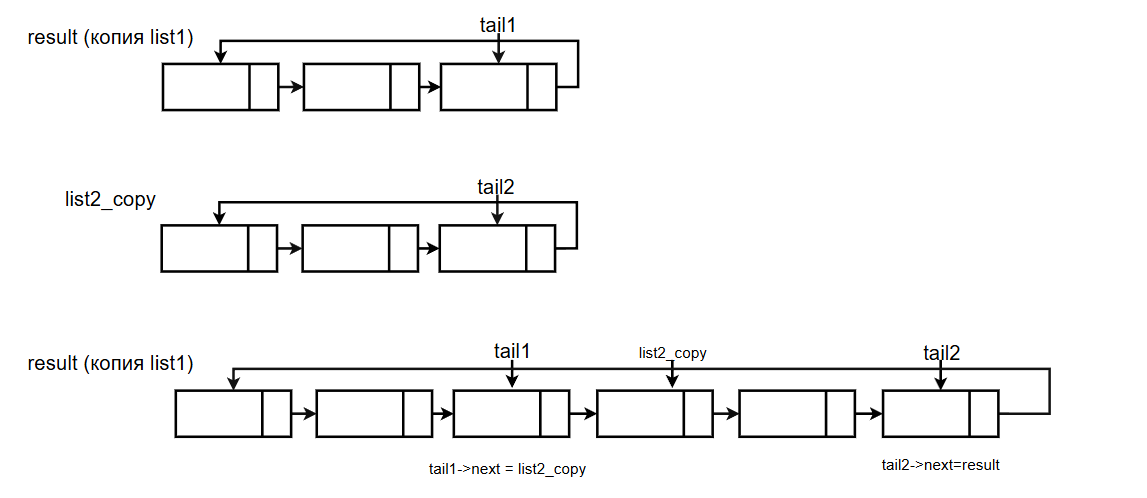 tail1
result (копия list1)
tail2
list2_copy
result (копия list1)
tail1
list2_copy
tail2
tail1->next = list2_copy
tail2->next=result